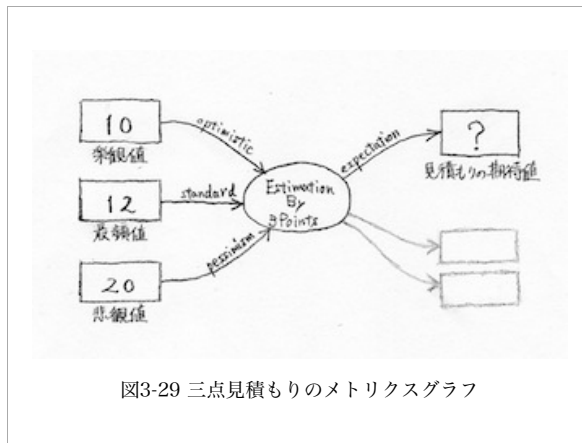 10
optimistic
楽観値
12
standard
最頻値
20
pessimism
悲観値
Estimation
By
3 Points
expectation
?
見積もりの期待値
図3-29 三点見積もりのメトリクスグラフ